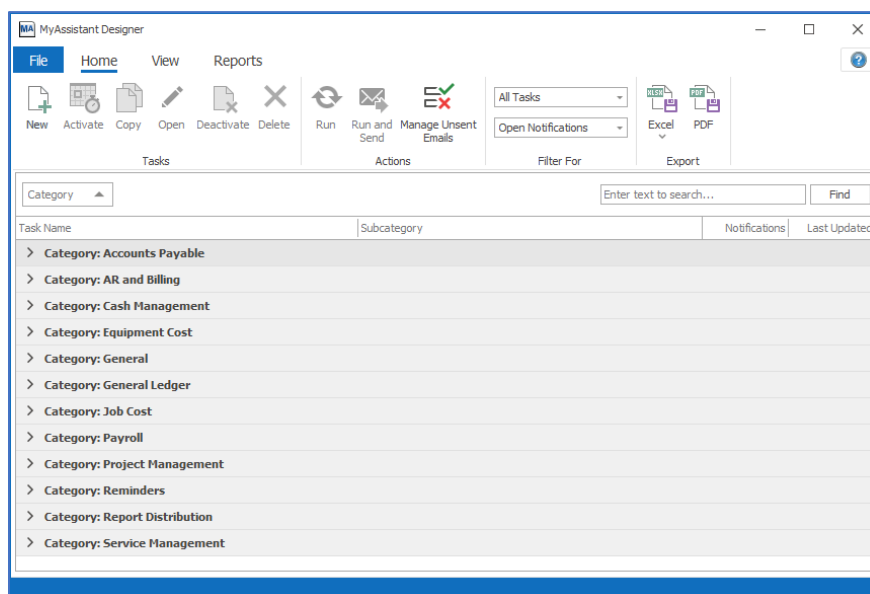 MA MyAssistant Designer
File Home View Reports
?
XLSX PDF
All Tasks
Open Notifications
New Activate Copy Open Deactivate Delete Run Run and Send Manage Unsent Emails Excel PDF
Tasks Actions Filter For Export
Category Enter text to search... Find
Task Name Subcategory Notifications Last Updated
Category: Accounts Payable
Category: AR and Billing
Category: Cash Management
Category: Equipment Cost
Category: General
Category: General Ledger
Category: Job Cost
Category: Payroll
Category: Project Management
Category: Reminders
Category: Report Distribution
Category: Service Management